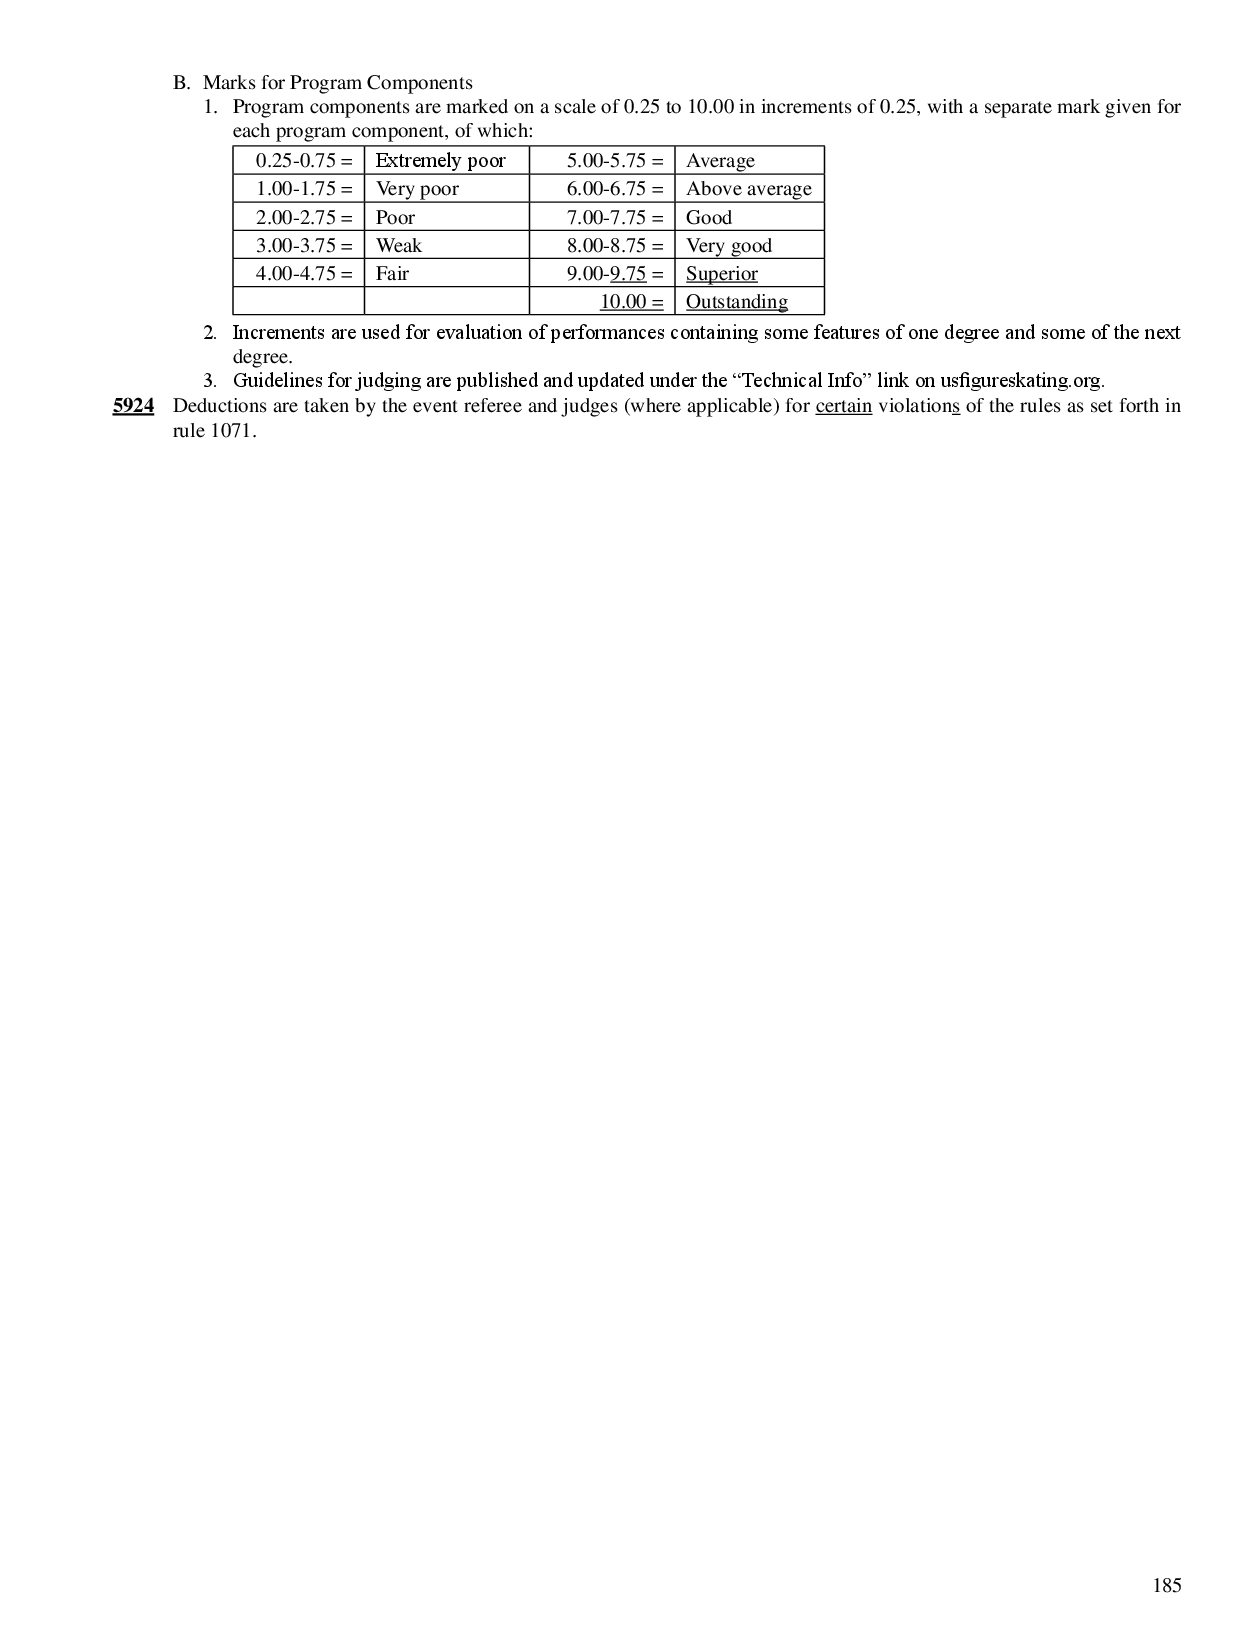 B. Marks for Program Components
1. Program components are marked on a scale of 0.25 to 10.00 in increments of 0.25, with a separate mark given for
each program component, of which:
0.25-0.75 = Extremely poor 5.00-5.75 = Average
1.00-1.75 = Very poor 6.00-6.75 = Above average
2.00-2.75 = Poor 7.00-7.75 = Good
3.00-3.75 = Weak 8.00-8.75 = Very good
4.00-4.75 = Fair 9.00-9.75 = Superior
10.00 = Outstanding
2. Increments are used for evaluation of performances containing some features of one degree and some of the next
degree.
3. Guidelines for judging are published and updated under the “Technical Info” link on usfigureskating.org.
5924 Deductions are taken by the event referee and judges (where applicable) for certain violations of the rules as set forth in
rule 1071.
185